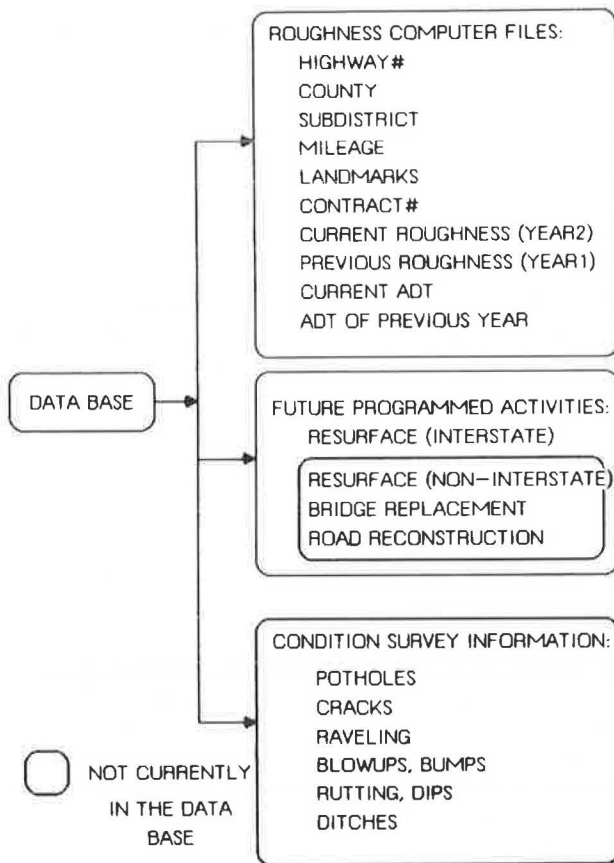 ROUGHNESS COMPUTER FILES:
HIGHWAY#
COUNTY
SUBDISTRICT
MILEAGE
LANDMARKS
CONTRACT#
CURRENT ROUGHNESS (YEAR2)
PREVIOUS ROUGHNESS (YEAR1)
CURRENT ADT
ADT OF PREVIOUS YEAR
DATA BASE
FUTURE PROGRAMMED ACTIVITIES:
RESURFACE (INTERSTATE)
RESURFACE (NON-INTERSTATE)
BRIDGE REPLACEMENT
ROAD RECONSTRUCTION
CONDITION SURVEY INFORMATION:
POTHOLES
CRACKS
RAVELING
BLOWUPS, BUMPS
RUTTING, DIPS
DITCHES
NOT CURRENTLY
IN THE DATA
BASE